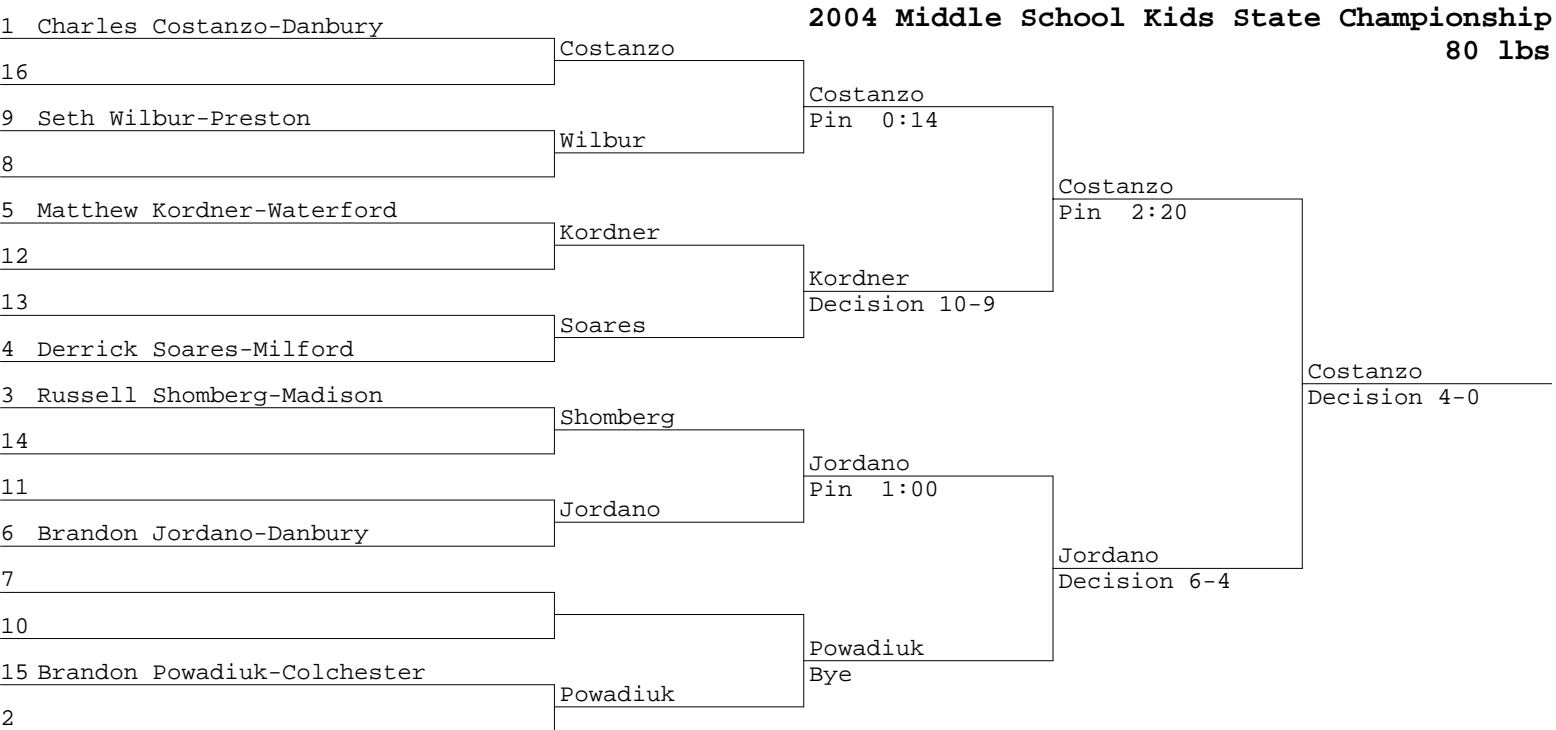 2004 Middle School Kids State Championship
80 lbs
1 Charles Costanzo-Danbury
Costanzo
16
Costanzo
9 Seth Wilbur-Preston
Pin 0:14
Wilbur
8
Costanzo
5 Matthew Kordner-Waterford
Pin 2:20
Kordner
12
Kordner
13
Decision 10-9
Soares
4 Derrick Soares-Milford
Costanzo
3 Russell Shomberg-Madison
Decision 4-0
Shomberg
14
Jordano
11
Pin 1:00
Jordano
6 Brandon Jordano-Danbury
Jordano
7
Decision 6-4
10
Powadiuk
15 Brandon Powadiuk-Colchester
Bye
Powadiuk
2